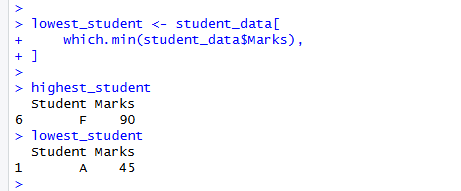 >
> lowest_student <- student_data[
+     which.min(student_data$Marks),
+ ]
>
> highest_student
  Student Marks
6       F    90
> lowest_student
  Student Marks
1       A    45
>